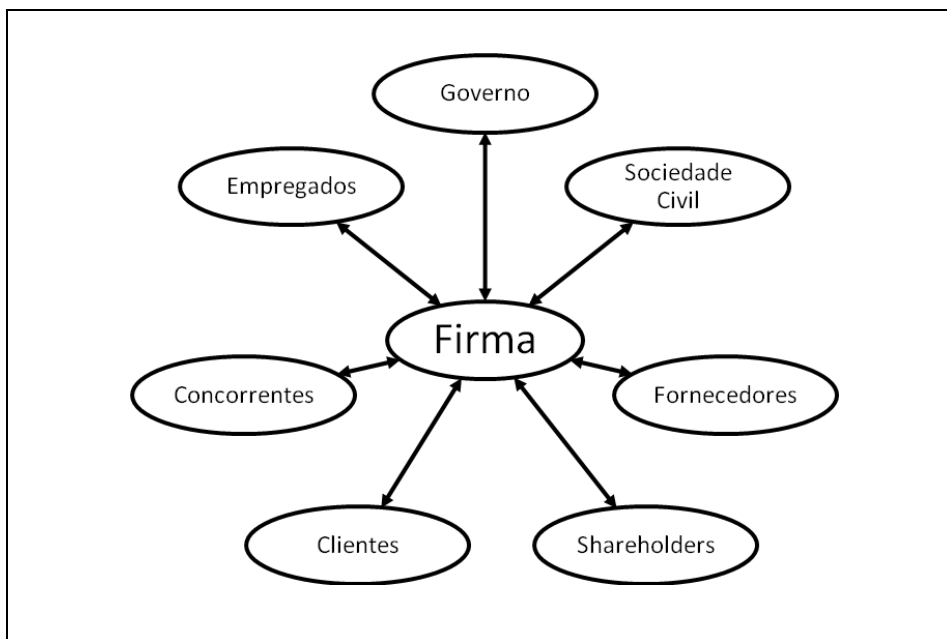 Governo
Empregados
Sociedade
Civil
Firma
Concorrentes
Fornecedores
Clientes
Shareholders